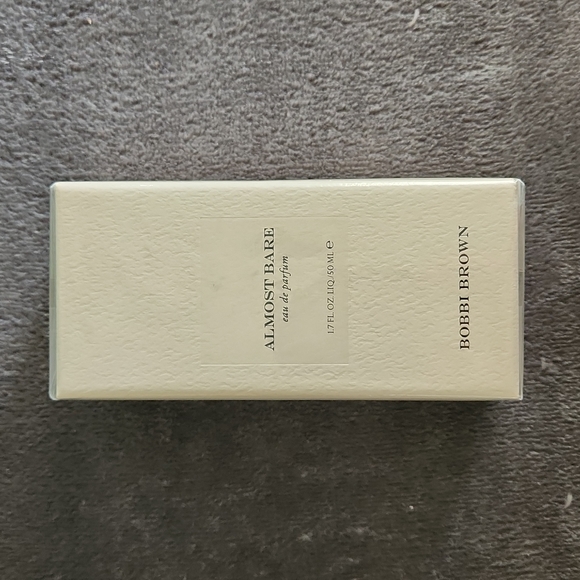 ALMOST BARE
eau de parfum
1.7 FL. OZ LIQ/50 ML ℮
BOBBI BROWN